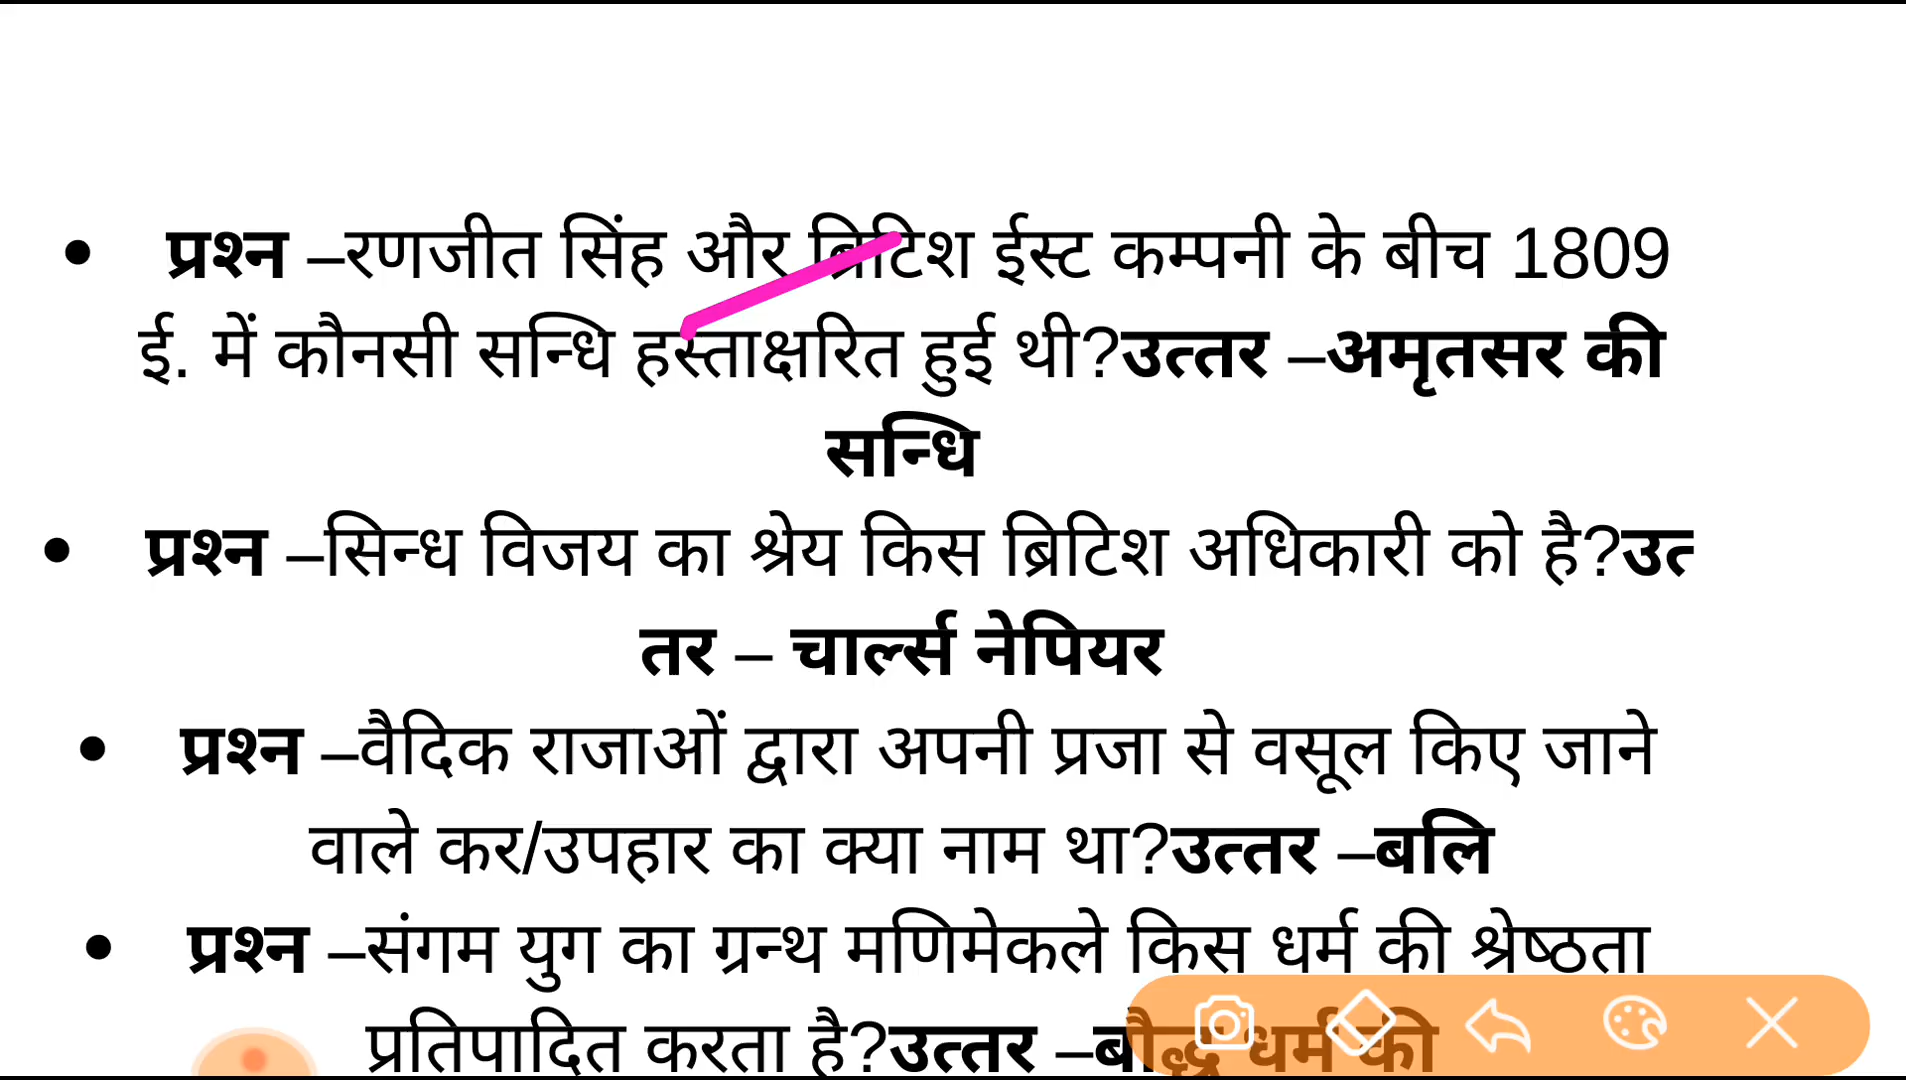 • प्रश्न –रणजीत सिंह और ब्रिटिश ईस्ट कम्पनी के बीच 1809
ई. में कौनसी सन्धि हस्ताक्षरित हुई थी?उत्तर –अमृतसर की
सन्धि
• प्रश्न –सिन्ध विजय का श्रेय किस ब्रिटिश अधिकारी को है?उत्
तर – चार्ल्स नेपियर
• प्रश्न –वैदिक राजाओं द्वारा अपनी प्रजा से वसूल किए जाने
वाले कर/उपहार का क्या नाम था?उत्तर –बलि
• प्रश्न –संगम युग का ग्रन्थ मणिमेकले किस धर्म की श्रेष्ठता
प्रतिपादित करता है?उत्तर –बौद्ध धर्म की